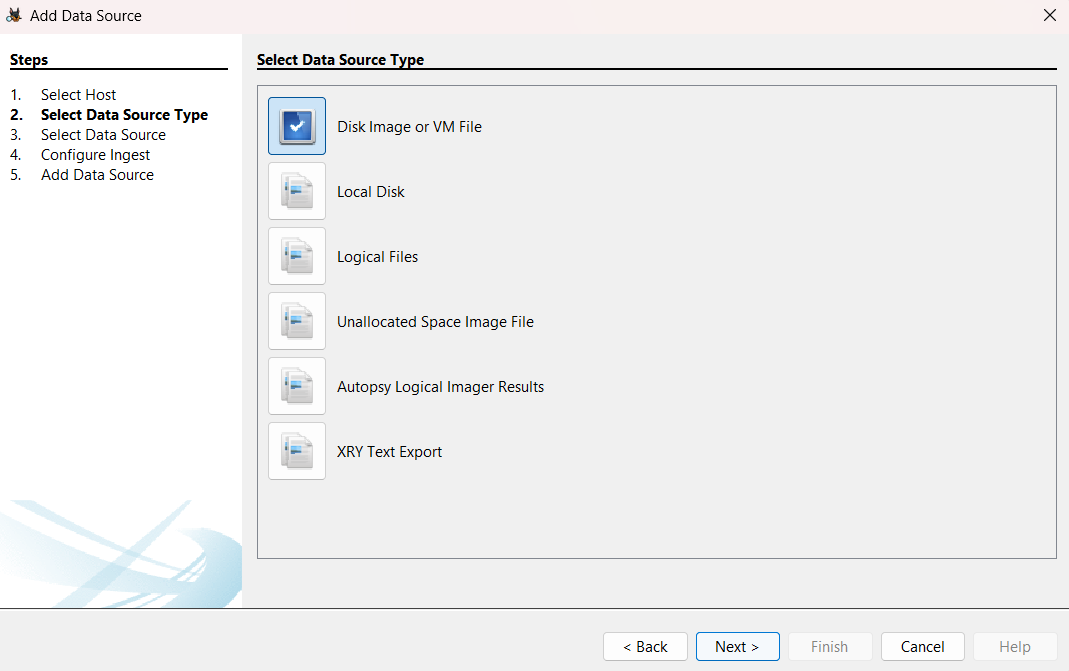 Add Data Source
Steps
1. Select Host
2. Select Data Source Type
3. Select Data Source
4. Configure Ingest
5. Add Data Source
Select Data Source Type
Disk Image or VM File
Local Disk
Logical Files
Unallocated Space Image File
Autopsy Logical Imager Results
XRY Text Export
< Back Next > Finish Cancel Help